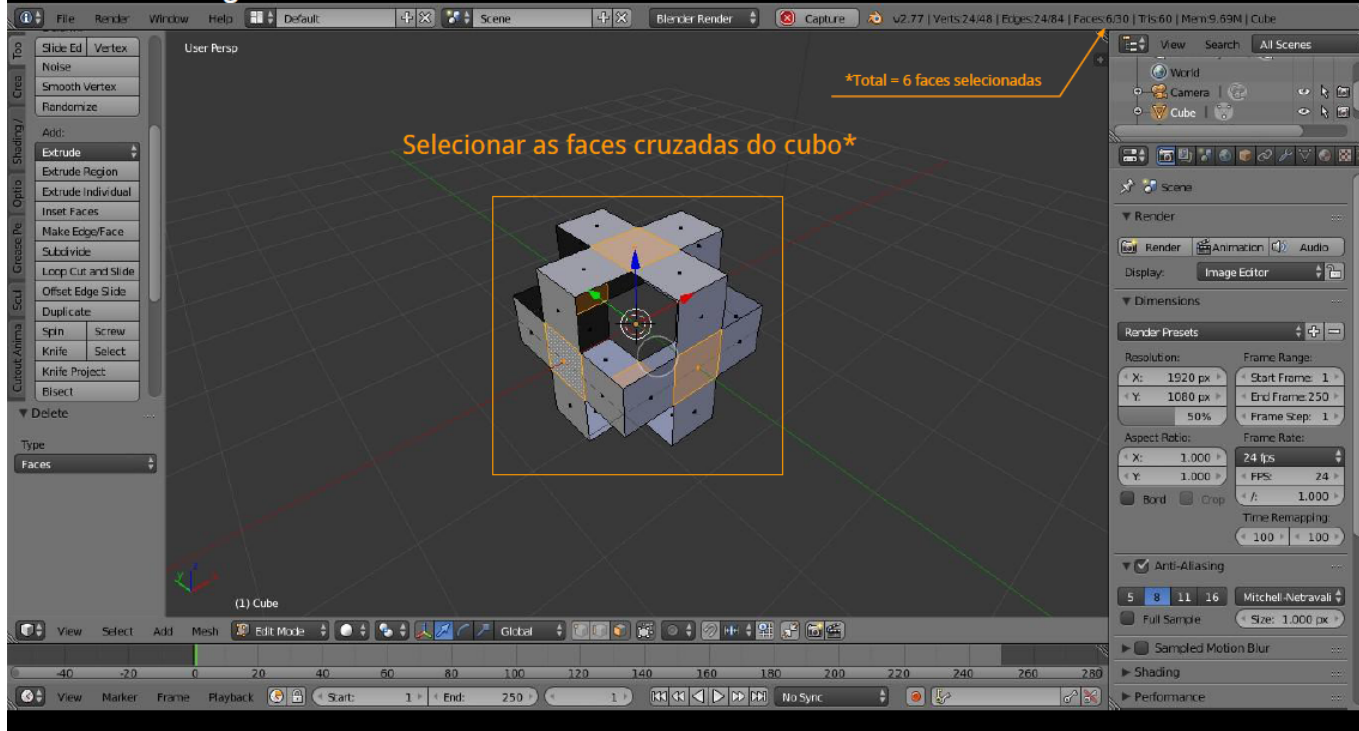 File Render Window Help Default Scene Blender Render Capture v2.77 | Verts:24/48 | Edges:24/84 | Faces:6/30 | Tris:60 | Mem:9.69M | Cube
Too
Crea
Shading /
Optio
Grease Pe
Scul
Cutout Anima
Slide Ed Vertex
Noise
Smooth Vertex
Randomize
Add:
Extrude
Extrude Region
Extrude Individual
Inset Faces
Make Edge/Face
Subdivide
Loop Cut and Slide
Offset Edge Slide
Duplicate
Spin Screw
Knife Select
Knife Project
Bisect
Delete
Type
Faces
User Persp
*Total = 6 faces selecionadas
Selecionar as faces cruzadas do cubo*
z
y
(1) Cube
View Search All Scenes
World
Camera
Cube
Scene
Render
Render Animation Audio
Display: Image Editor
Dimensions
Render Presets
Resolution: Frame Range:
X: 1920 px Start Frame: 1
Y: 1080 px End Frame: 250
50% Frame Step: 1
Aspect Ratio: Frame Rate:
X: 1.000 24 fps
Y: 1.000 FPS: 24
Bord Crop /: 1.000
Time Remapping:
100 100
Anti-Aliasing
5 8 11 16 Mitchell-Netravali
Full Sample Size: 1.000 px
Sampled Motion Blur
Shading
Performance
View Select Add Mesh Edit Mode Global
-40 -20 0 20 40 60 80 100 120 140 160 180 200 220 240 260 280
View Marker Frame Playback Start: 1 End: 250 1 No Sync